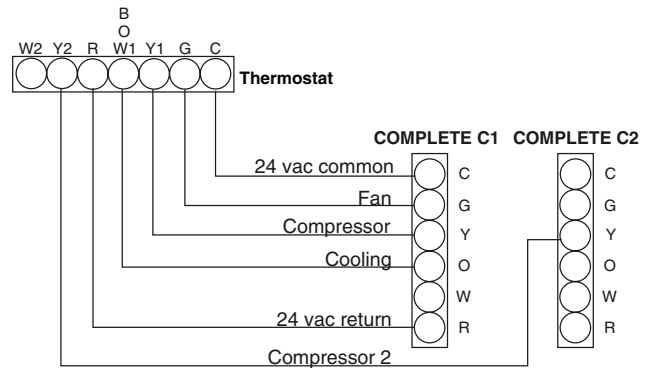 B
O
W2 Y2 R W1 Y1 G C
Thermostat
COMPLETE C1 COMPLETE C2
24 vac common C C
Fan G G
Compressor Y Y
Cooling O O
W W
24 vac return R R
Compressor 2